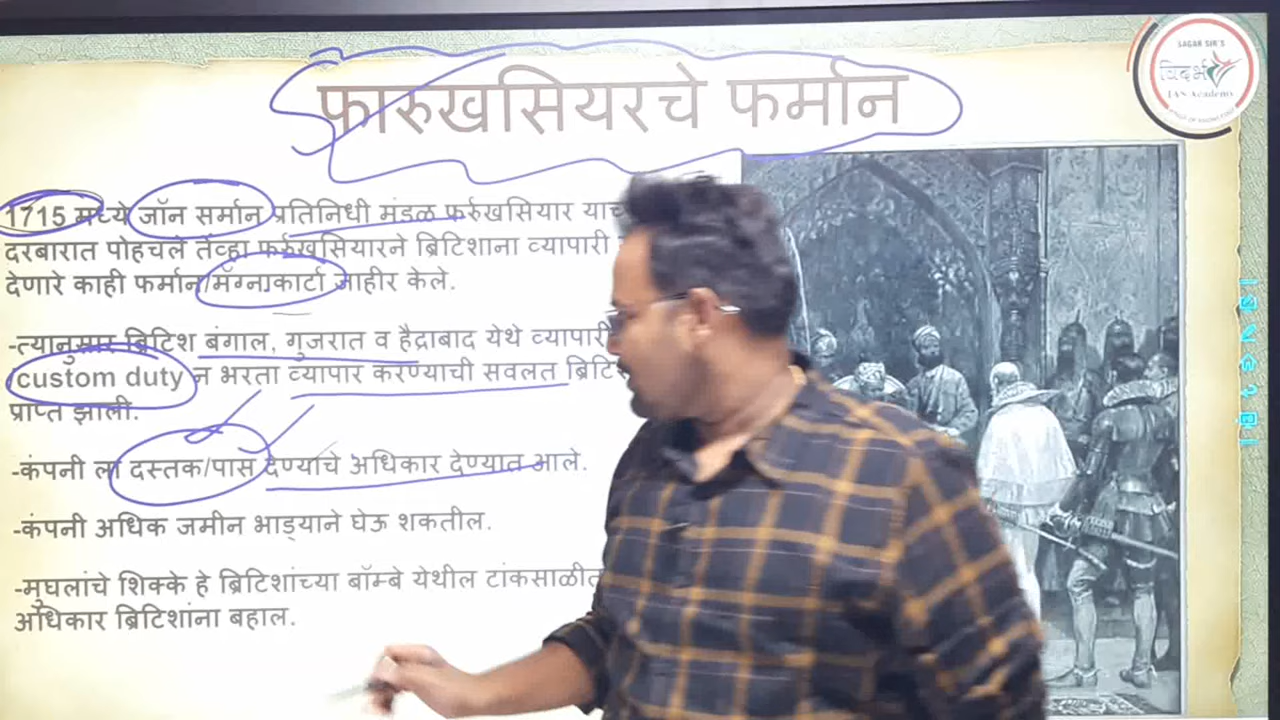 SAGAR SIR'S
विदर्भ
IAS Academy
फारुखसियरचे फर्मान
1715 मध्ये जॉन सर्मान प्रतिनिधी मंडळ फर्रुखसियार याच
दरबारात पोहचले तेंव्हा फर्रुखसियारने ब्रिटिशाना व्यापारी
देणारे काही फर्मान/मॅग्नाकार्टा जाहीर केले.
-त्यानुसार ब्रिटिश बंगाल, गुजरात व हैद्राबाद येथे व्यापारी
custom duty न भरता व्यापार करण्याची सवलत ब्रिटि
प्राप्त झाली.
-कंपनी ला दस्तक/पास देण्याचे अधिकार देण्यात आले.
-कंपनी अधिक जमीन भाड्याने घेऊ शकतील.
-मुघलांचे शिक्के हे ब्रिटिशांच्या बॉम्बे येथील टांकसाळीत
अधिकार ब्रिटिशांना बहाल.